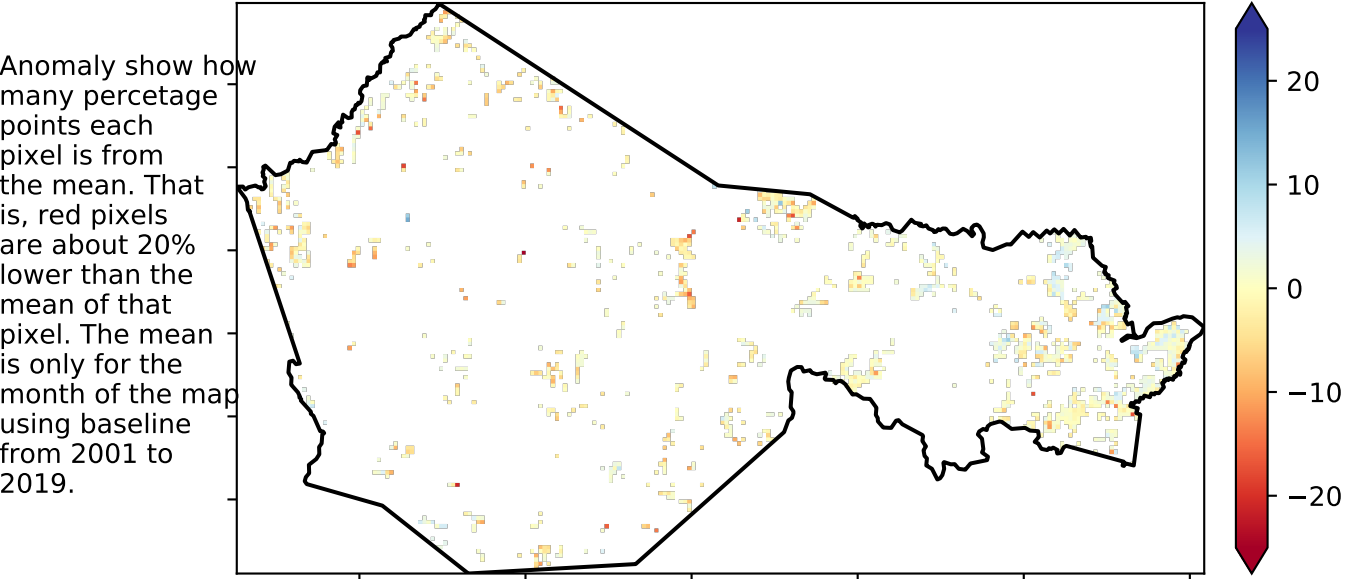 Anomaly show how
many percetage
points each
pixel is from
the mean. That
is, red pixels
are about 20%
lower than the
mean of that
pixel. The mean
is only for the
month of the map
using baseline
from 2001 to
2019.
20
10
0
−10
−20